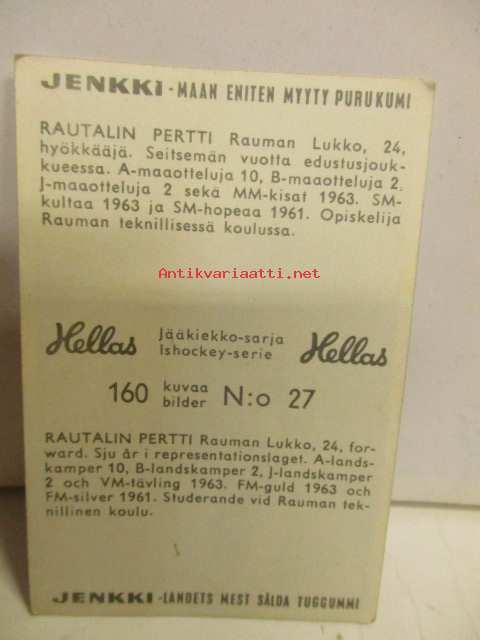 JENKKI - MAAN ENITEN MYYTY PURUKUMI
RAUTALIN PERTTI Rauman Lukko, 24,
hyökkääjä. Seitsemän vuotta edustusjouk-
kueessa. A-maaotteluja 10, B-maaotteluja 2,
J-maaotteluja 2 sekä MM-kisat 1963. SM-
kultaa 1963 ja SM-hopeaa 1961. Opiskelija
Rauman teknillisessä koulussa.
Antikvariaatti.net
Hellas Jääkiekko-sarja Hellas
Ishockey-serie
160 kuvaa N:o 27
bilder
RAUTALIN PERTTI Rauman Lukko, 24, for-
ward. Sju år i representationslaget. A-lands-
kamper 10, B-landskamper 2, J-landskamper
2 och VM-tävling 1963. FM-guld 1963 och
FM-silver 1961. Studerande vid Rauman tek-
nillinen koulu.
JENKKI - LANDETS MEST SÅLDA TUGGUMMI